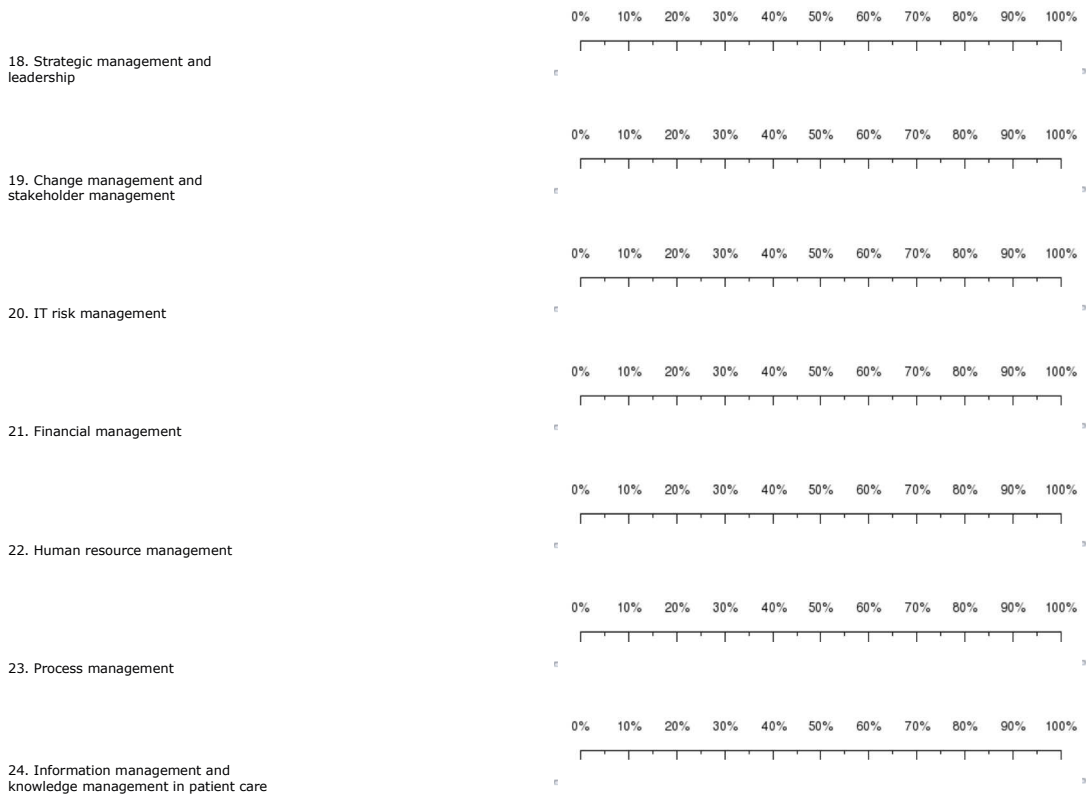 0% 10% 20% 30% 40% 50% 60% 70% 80% 90% 100%
18. Strategic management and
leadership
0% 10% 20% 30% 40% 50% 60% 70% 80% 90% 100%
19. Change management and
stakeholder management
0% 10% 20% 30% 40% 50% 60% 70% 80% 90% 100%
20. IT risk management
0% 10% 20% 30% 40% 50% 60% 70% 80% 90% 100%
21. Financial management
0% 10% 20% 30% 40% 50% 60% 70% 80% 90% 100%
22. Human resource management
0% 10% 20% 30% 40% 50% 60% 70% 80% 90% 100%
23. Process management
0% 10% 20% 30% 40% 50% 60% 70% 80% 90% 100%
24. Information management and
knowledge management in patient care